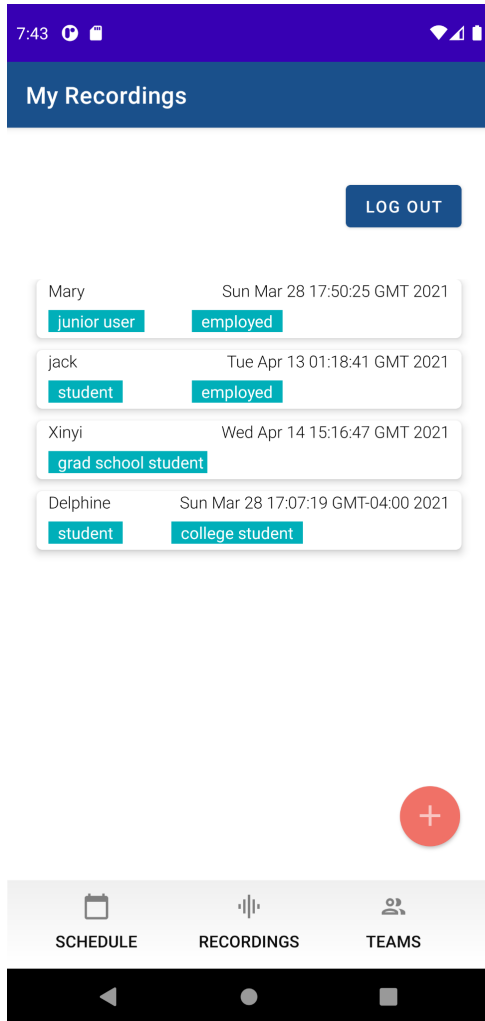 7:43
My Recordings
LOG OUT
Mary Sun Mar 28 17:50:25 GMT 2021
junior user employed
jack Tue Apr 13 01:18:41 GMT 2021
student employed
Xinyi Wed Apr 14 15:16:47 GMT 2021
grad school student
Delphine Sun Mar 28 17:07:19 GMT-04:00 2021
student college student
SCHEDULE RECORDINGS TEAMS